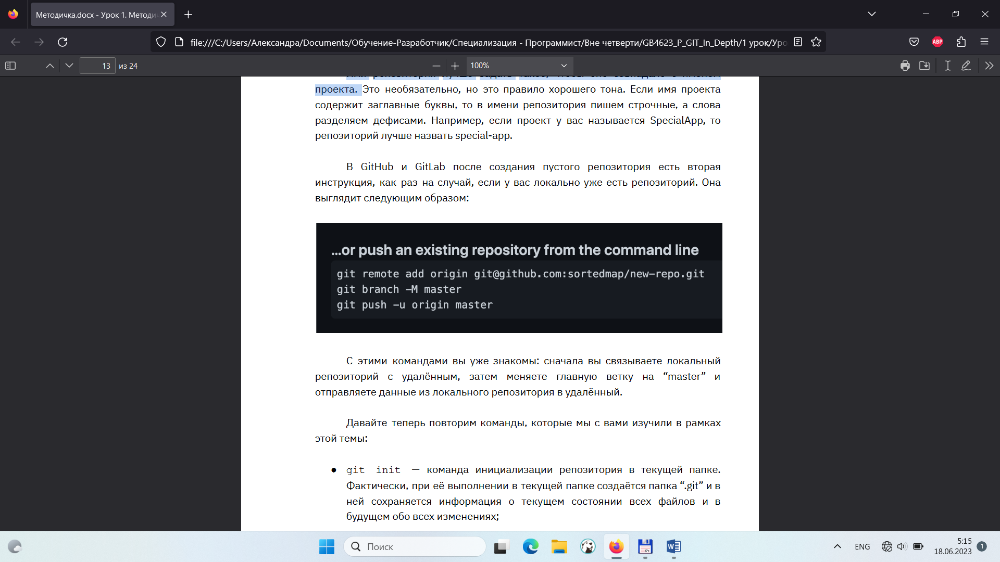 Методичка.docx - Урок 1. Методи
file:///C:/Users/Александра/Documents/Обучение-Разработчик/Специализация - Программист/Вне четверти/GB4623_P_GIT_In_Depth/1 урок/Уро
ABP
13 из 24
100%
проекта. Это необязательно, но это правило хорошего тона. Если имя проекта
содержит заглавные буквы, то в имени репозитория пишем строчные, а слова
разделяем дефисами. Например, если проект у вас называется SpecialApp, то
репозиторий лучше назвать special-app.
В GitHub и GitLab после создания пустого репозитория есть вторая
инструкция, как раз на случай, если у вас локально уже есть репозиторий. Она
выглядит следующим образом:
...or push an existing repository from the command line
git remote add origin git@github.com:sortedmap/new-repo.git
git branch -M master
git push -u origin master
С этими командами вы уже знакомы: сначала вы связываете локальный
репозиторий с удалённым, затем меняете главную ветку на “master” и
отправляете данные из локального репозитория в удалённый.
Давайте теперь повторим команды, которые мы с вами изучили в рамках
этой темы:
● git init — команда инициализации репозитория в текущей папке.
Фактически, при её выполнении в текущей папке создаётся папка “.git” и в
ней сохраняется информация о текущем состоянии всех файлов и в
будущем обо всех изменениях;
Поиск
64
W
ENG
5:15
18.06.2023
1